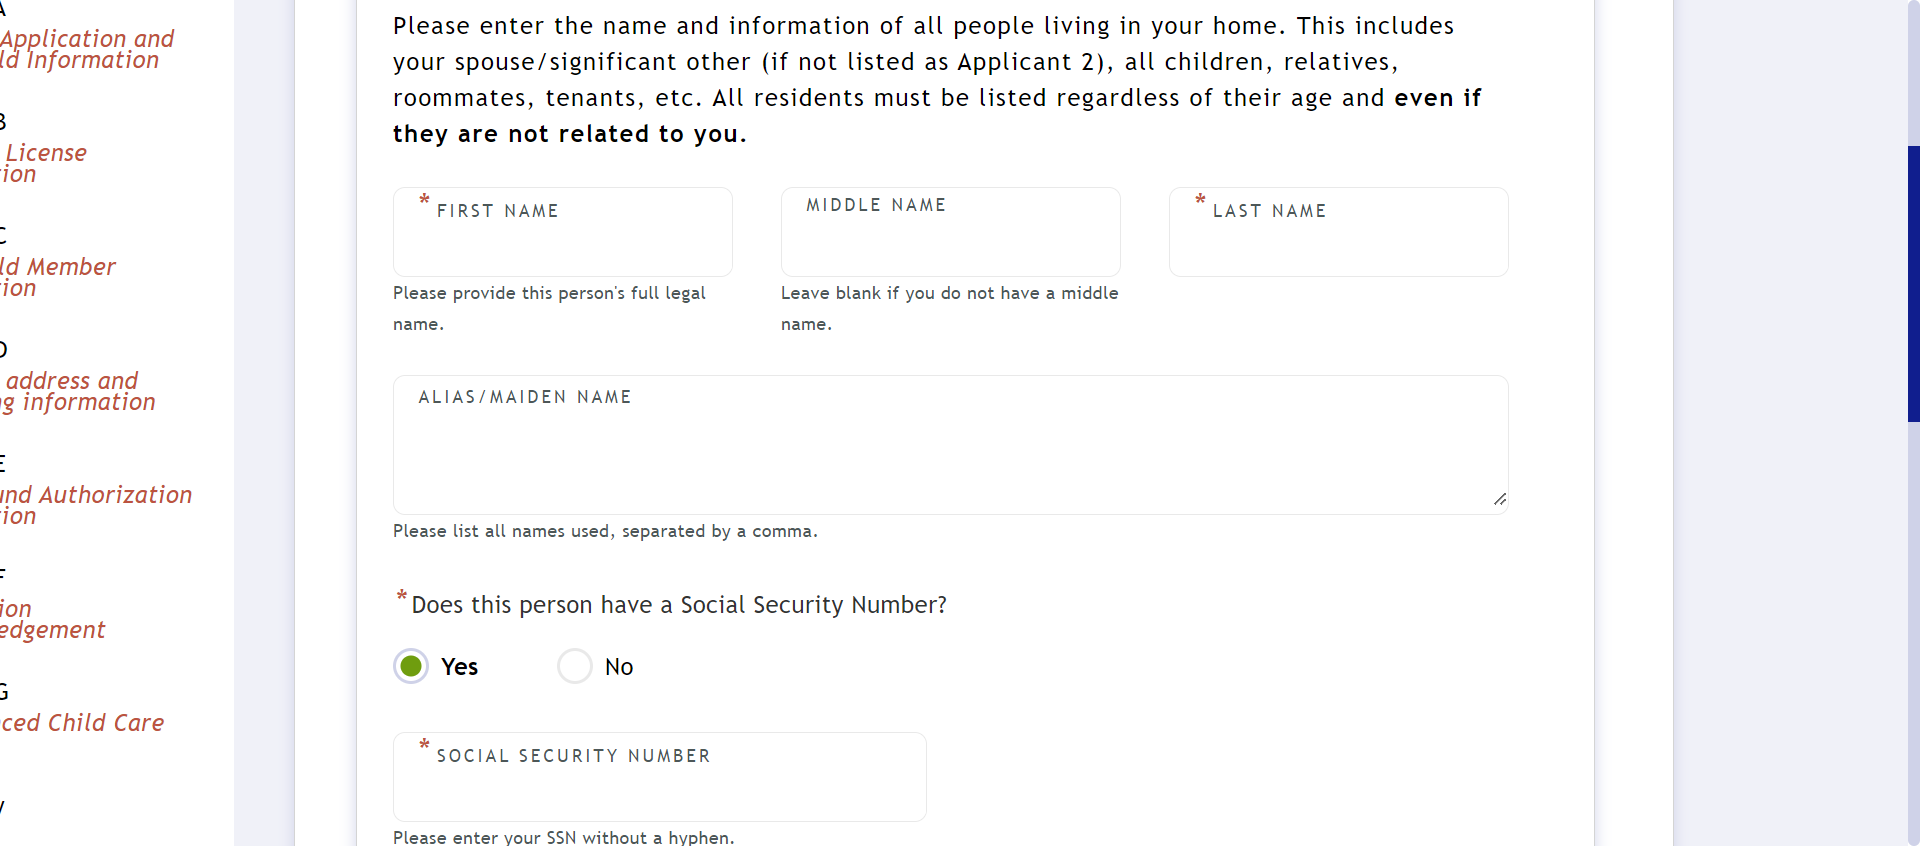 A
Application and
ld Information
B
License
ion
C
ld Member
ion
D
address and
g information
E
und Authorization
ion
F
ion
edgement
G
ced Child Care
Please enter the name and information of all people living in your home. This includes
your spouse/significant other (if not listed as Applicant 2), all children, relatives,
roommates, tenants, etc. All residents must be listed regardless of their age and even if
they are not related to you.
* FIRST NAME
MIDDLE NAME
* LAST NAME
Please provide this person's full legal
name.
Leave blank if you do not have a middle
name.
ALIAS/MAIDEN NAME
Please list all names used, separated by a comma.
* Does this person have a Social Security Number?
Yes
No
* SOCIAL SECURITY NUMBER
Please enter your SSN without a hyphen.